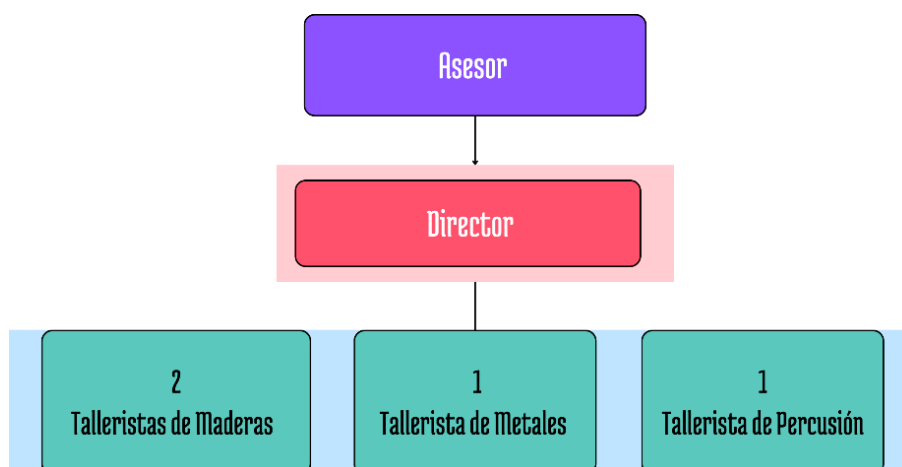 Asesor
Director
2
Talleristas de Maderas
1
Tallerista de Metales
1
Tallerista de Percusión